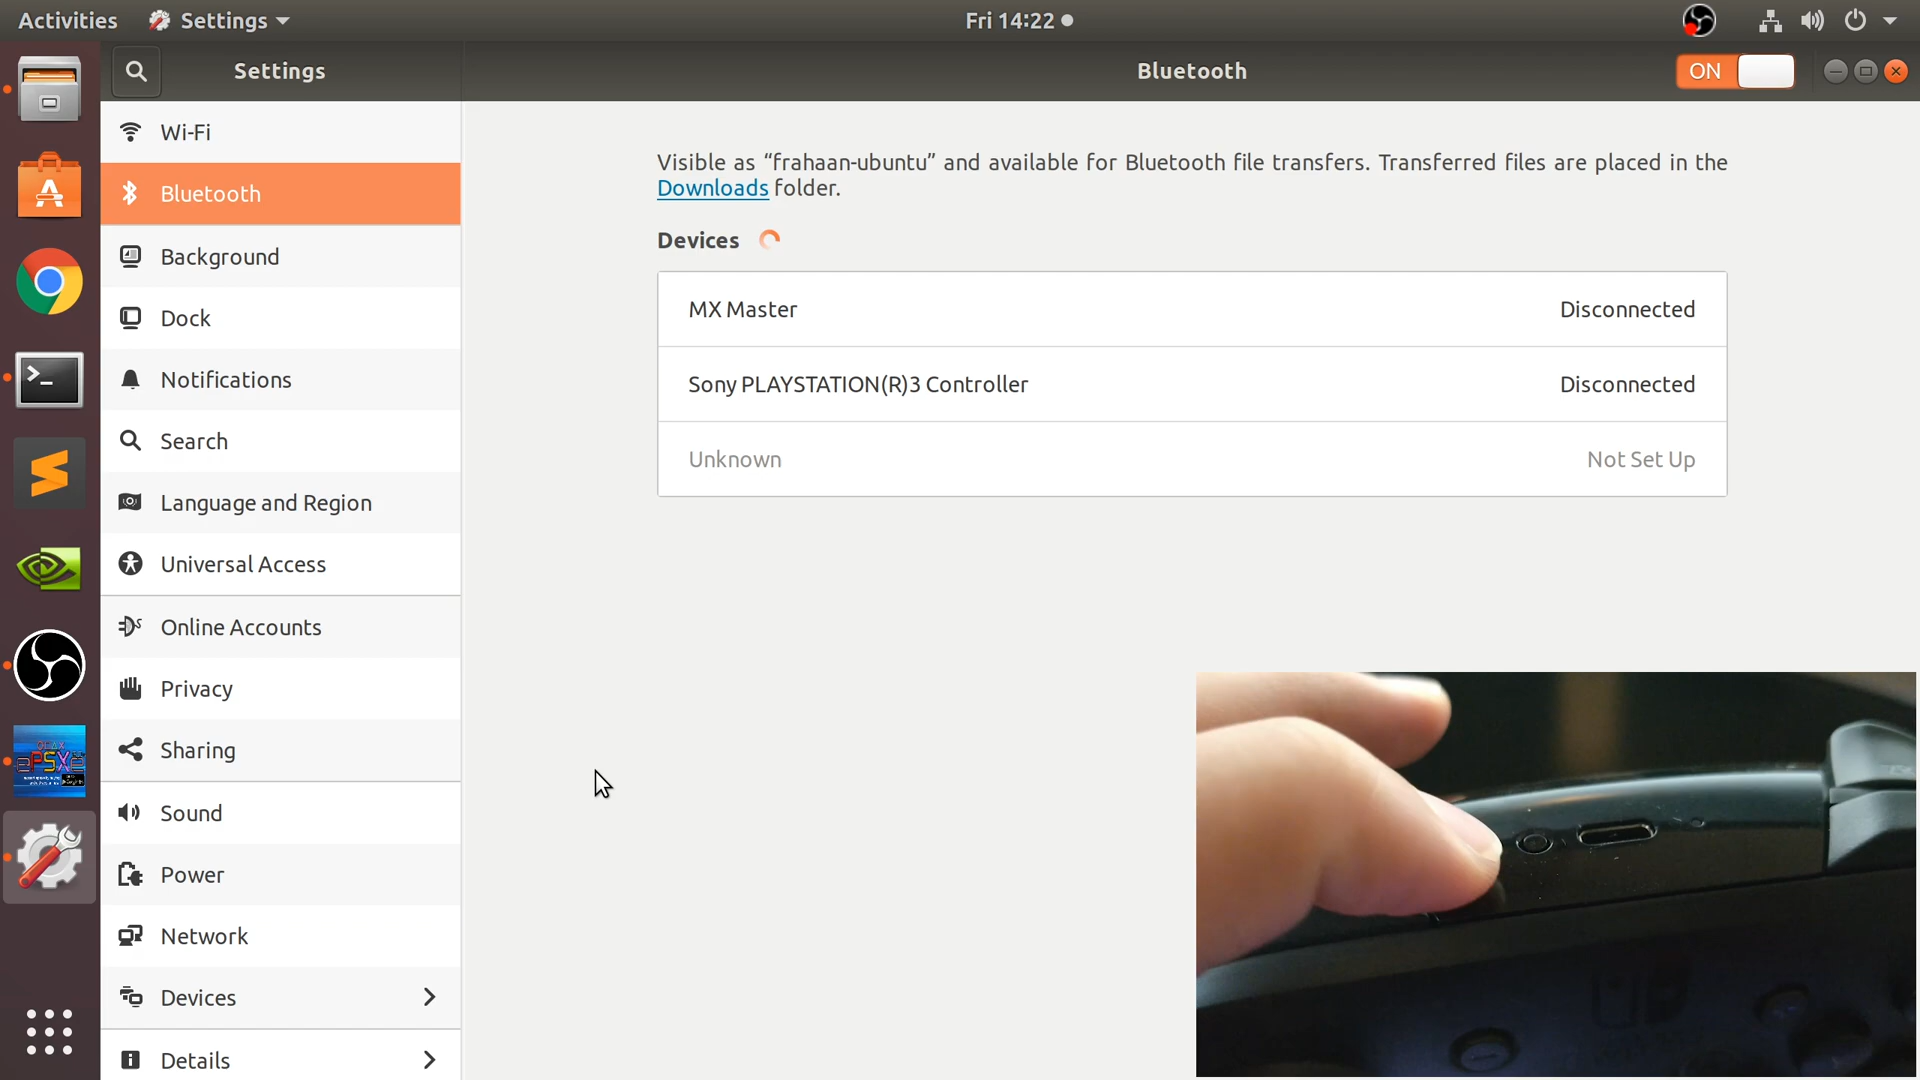 Activities
Settings
Fri 14:22
Settings
Bluetooth
ON
Wi-Fi
Bluetooth
Background
Dock
Notifications
Search
Language and Region
Universal Access
Online Accounts
Privacy
Sharing
Sound
Power
Network
Devices
Details
Visible as “frahaan-ubuntu” and available for Bluetooth file transfers. Transferred files are placed in the
Downloads folder.
Devices
MX Master Disconnected
Sony PLAYSTATION(R)3 Controller Disconnected
Unknown Not Set Up
ePSXe